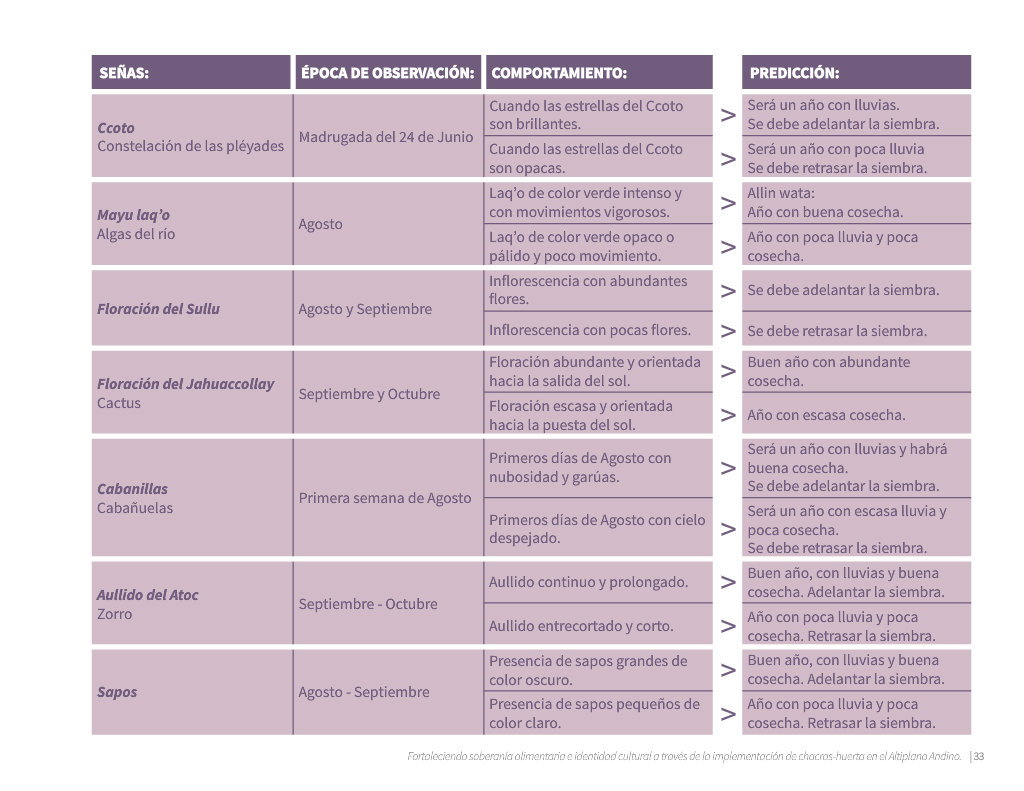 SEÑAS:
ÉPOCA DE OBSERVACIÓN:
COMPORTAMIENTO:
PREDICCIÓN:
Ccoto
Constelación de las pléyades
Madrugada del 24 de Junio
Cuando las estrellas del Ccoto
son brillantes.
>
Será un año con lluvias.
Se debe adelantar la siembra.
Cuando las estrellas del Ccoto
son opacas.
>
Será un año con poca lluvia
Se debe retrasar la siembra.
Mayu laq’o
Algas del río
Agosto
Laq’o de color verde intenso y
con movimientos vigorosos.
>
Allin wata:
Año con buena cosecha.
Laq’o de color verde opaco o
pálido y poco movimiento.
>
Año con poca lluvia y poca
cosecha.
Floración del Sullu
Agosto y Septiembre
Inflorescencia con abundantes
flores.
>
Se debe adelantar la siembra.
Inflorescencia con pocas flores.
>
Se debe retrasar la siembra.
Floración del Jahuaccollay
Cactus
Septiembre y Octubre
Floración abundante y orientada
hacia la salida del sol.
>
Buen año con abundante
cosecha.
Floración escasa y orientada
hacia la puesta del sol.
>
Año con escasa cosecha.
Cabanillas
Cabañuelas
Primera semana de Agosto
Primeros días de Agosto con
nubosidad y garúas.
>
Será un año con lluvias y habrá
buena cosecha.
Se debe adelantar la siembra.
Primeros días de Agosto con cielo
despejado.
>
Será un año con escasa lluvia y
poca cosecha.
Se debe retrasar la siembra.
Aullido del Atoc
Zorro
Septiembre - Octubre
Aullido continuo y prolongado.
>
Buen año, con lluvias y buena
cosecha. Adelantar la siembra.
Aullido entrecortado y corto.
>
Año con poca lluvia y poca
cosecha. Retrasar la siembra.
Sapos
Agosto - Septiembre
Presencia de sapos grandes de
color oscuro.
>
Buen año, con lluvias y buena
cosecha. Adelantar la siembra.
Presencia de sapos pequeños de
color claro.
>
Año con poca lluvia y poca
cosecha. Retrasar la siembra.
Fortaleciendo soberanía alimentaria e identidad cultural a través de la implementación de chacras-huerta en el Altiplano Andino. |33